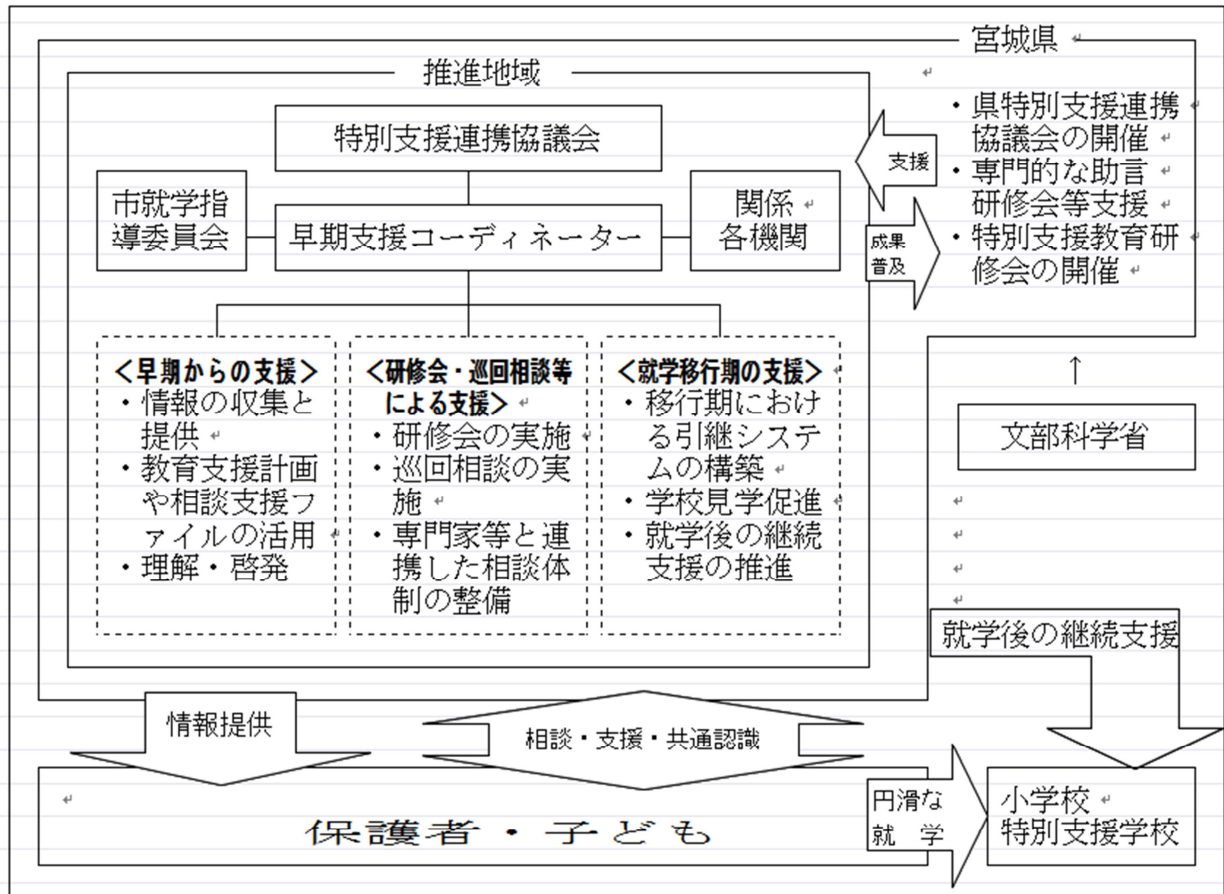 宮城県
推進地域
特別支援連携協議会
市就学指
導委員会
早期支援コーディネーター
関係
各機関
支援
成果
普及
・県特別支援連携
協議会の開催
・専門的な助言
研修会等支援
・特別支援教育研
修会の開催
＜早期からの支援＞
・情報の収集と
提供
・教育支援計画
や相談支援フ
ァイルの活用
・理解・啓発
＜研修会・巡回相談等
による支援＞
・研修会の実施
・巡回相談の実
施
・専門家等と連
携した相談体
制の整備
＜就学移行期の支援＞
・移行期におけ
る引継システ
ムの構築
・学校見学促進
・就学後の継続
支援の推進
↑
文部科学省
就学後の継続支援
情報提供
相談・支援・共通認識
保護者・子ども
円滑な
就　学
小学校
特別支援学校